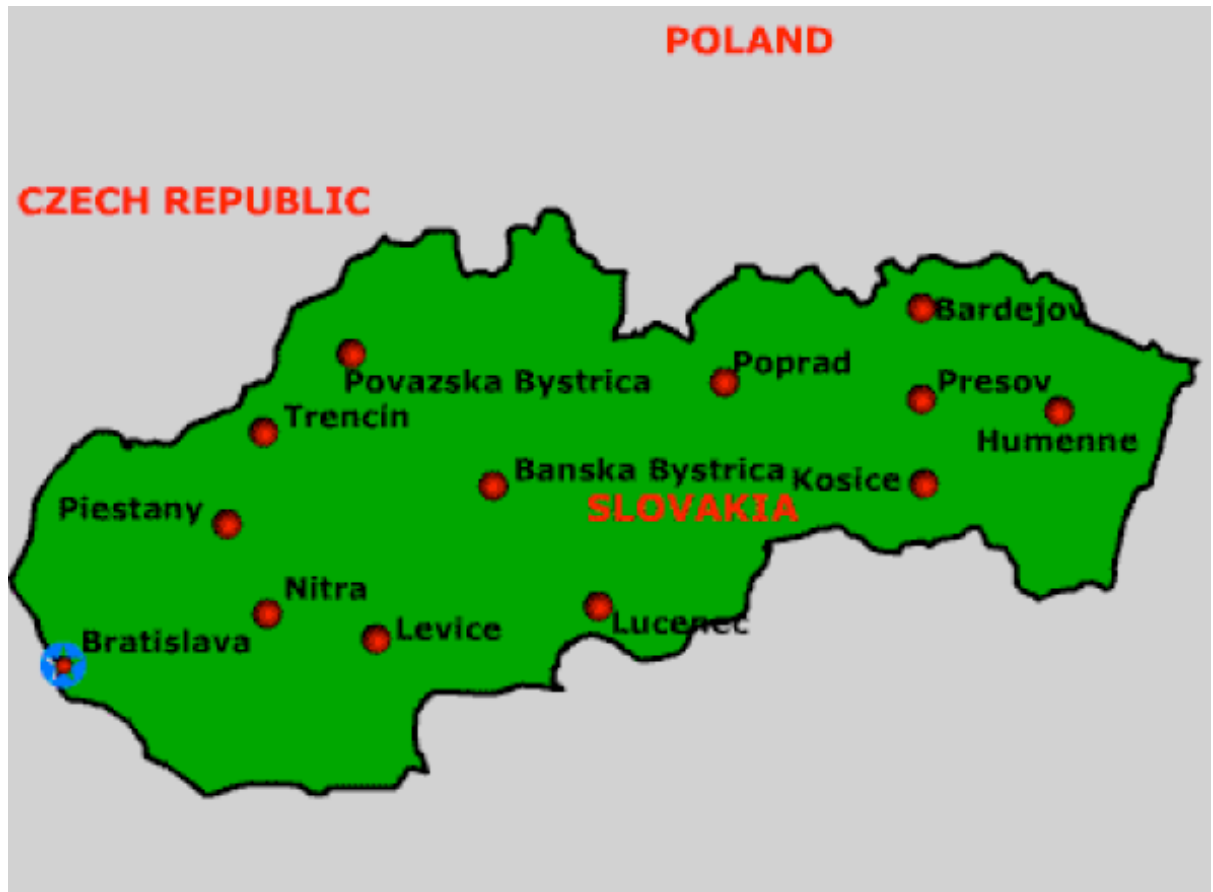 POLAND
CZECH REPUBLIC
Bardejov
Poprad
Povazska Bystrica
Presov
Trencin
Humenne
Banska Bystrica
Kosice
Piestany
SLOVAKIA
Nitra
Lucenec
Levice
Bratislava